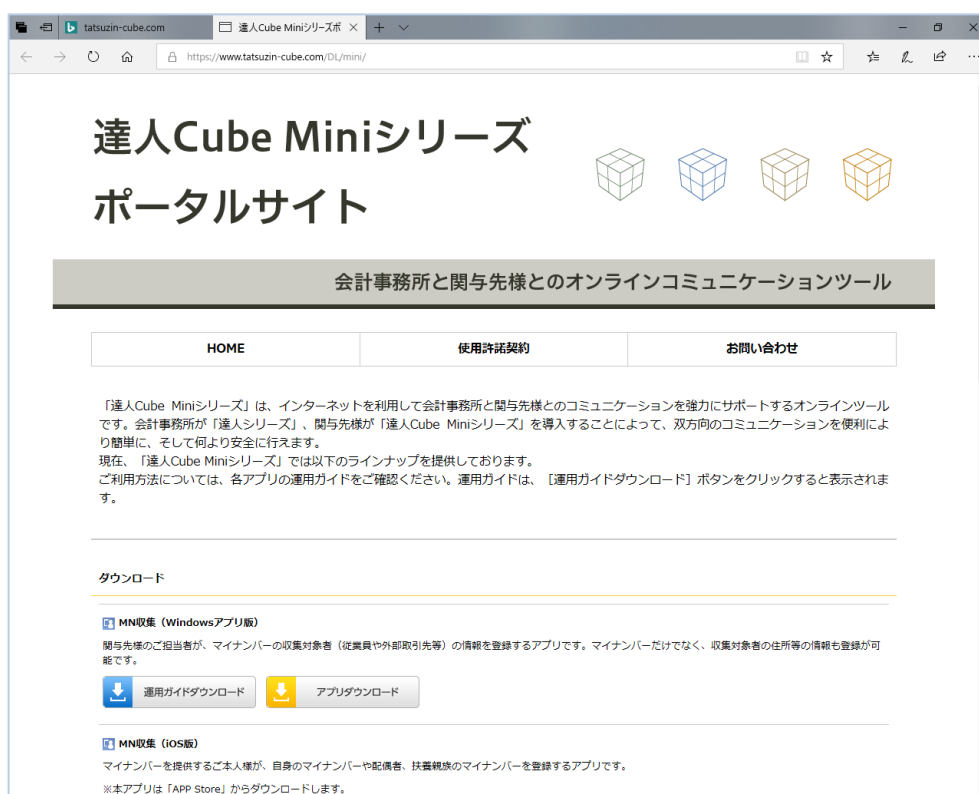 tatsuzin-cube.com
達人Cube Miniシリーズポ
https://www.tatsuzin-cube.com/DL/mini/
達人Cube Miniシリーズ
ポータルサイト
会計事務所と関与先様とのオンラインコミュニケーションツール
HOME
使用許諾契約
お問い合わせ
「達人Cube Miniシリーズ」は、インターネットを利用して会計事務所と関与先様とのコミュニケーションを強力にサポートするオンラインツール
です。会計事務所が「達人シリーズ」、関与先様が「達人Cube Miniシリーズ」を導入することによって、双方向のコミュニケーションを便利によ
り簡単に、そして何より安全に行えます。
現在、「達人Cube Miniシリーズ」では以下のラインナップを提供しております。
ご利用方法については、各アプリの運用ガイドをご確認ください。運用ガイドは、［運用ガイドダウンロード］ボタンをクリックすると表示されま
す。
ダウンロード
MN収集（Windowsアプリ版）
関与先様のご担当者が、マイナンバーの収集対象者（従業員や外部取引先等）の情報を登録するアプリです。マイナンバーだけでなく、収集対象者の住所等の情報も登録が可
能です。
運用ガイドダウンロード
アプリダウンロード
MN収集（iOS版）
マイナンバーを提供するご本人様が、自身のマイナンバーや配偶者、扶養親族のマイナンバーを登録するアプリです。
※本アプリは「APP Store」からダウンロードします。